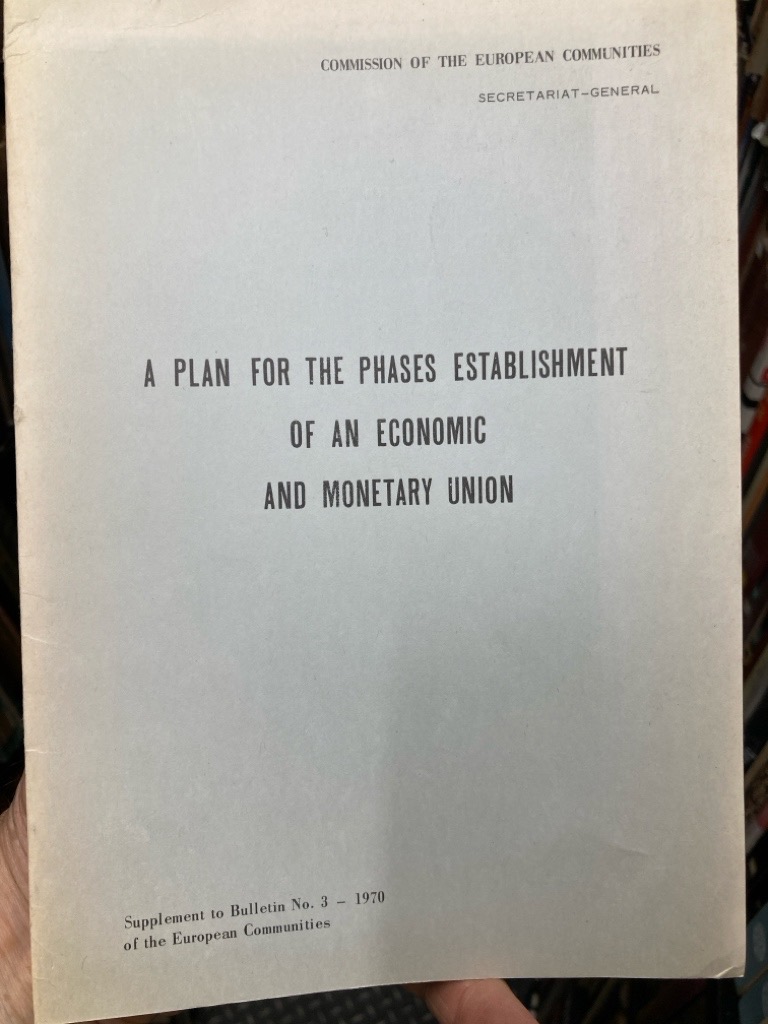 COMMISSION OF THE EUROPEAN COMMUNITIES
SECRETARIAT-GENERAL
A PLAN FOR THE PHASES ESTABLISHMENT
OF AN ECONOMIC
AND MONETARY UNION
Supplement to Bulletin No. 3 - 1970
of the European Communities